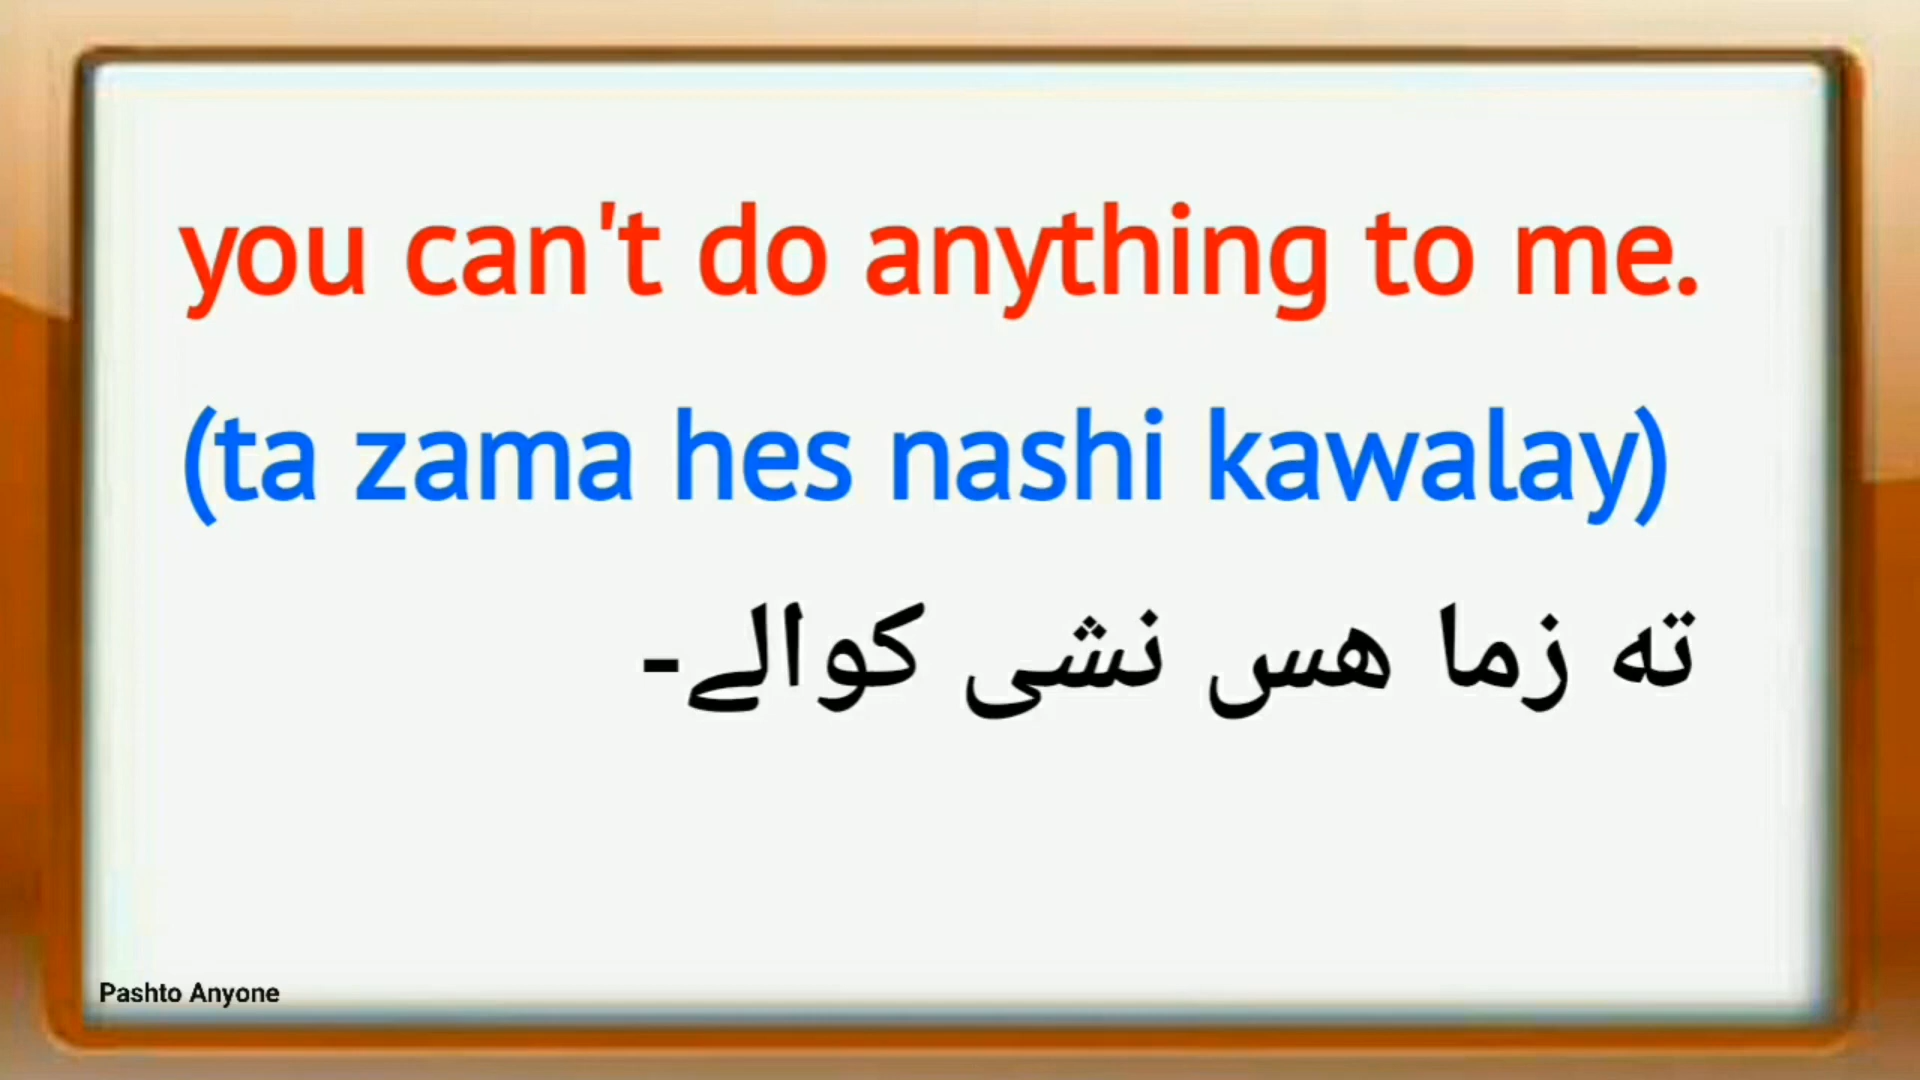 you can't do anything to me.
(ta zama hes nashi kawalay)
ته زما هس نشی کوالے-
Pashto Anyone